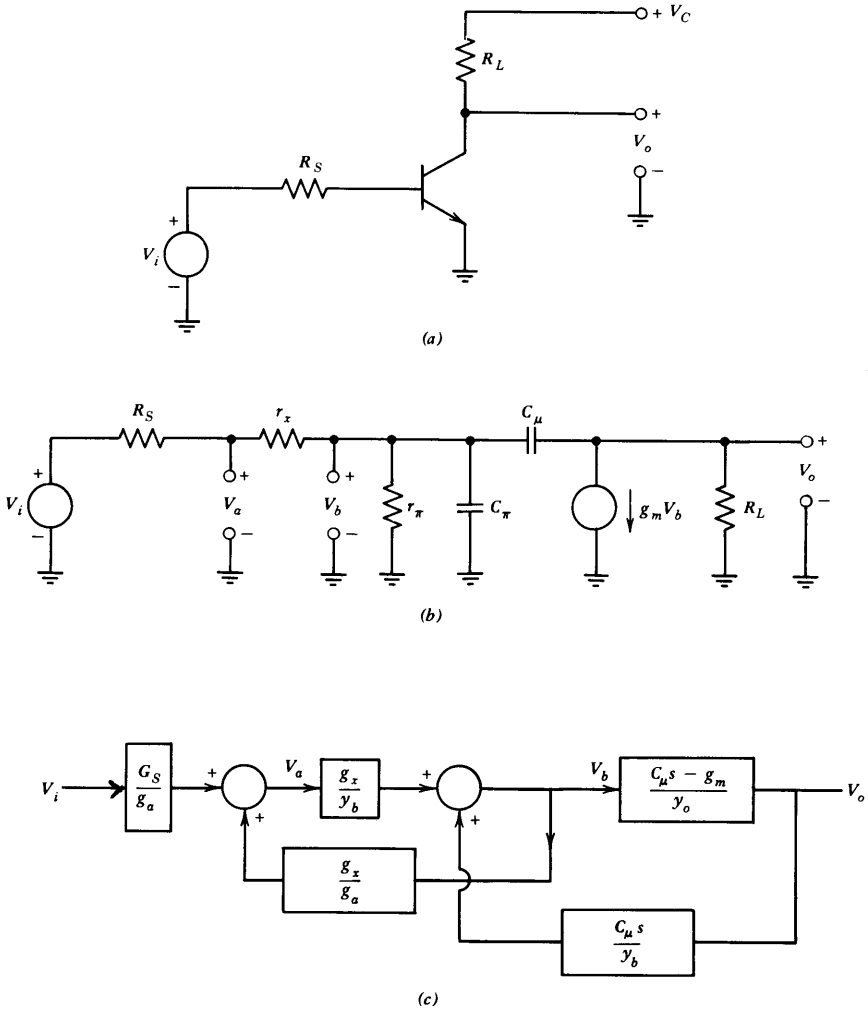 + V_C
R_L
+
V_o
−
R_S
+
V_i
−
(a)
R_S
r_x
C_μ
+
V_i
−
+
V_a
−
+
V_b
−
r_π
C_π
g_m V_b
R_L
+
V_o
−
(b)
V_i
G_S
g_a
+
+
V_a
g_x
y_b
+
+
V_b
C_μ s − g_m
y_o
V_o
g_x
g_a
C_μ s
y_b
(c)